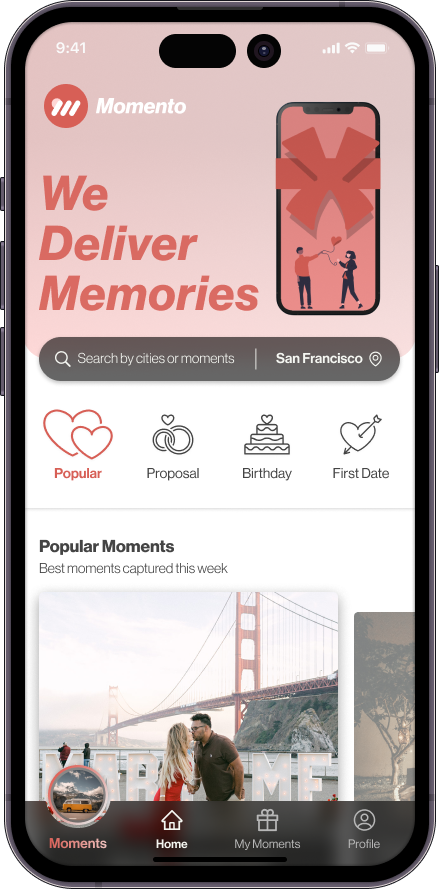 9:41
Momento
We
Deliver
Memories
Search by cities or moments
San Francisco
Popular
Proposal
Birthday
First Date
Popular Moments
Best moments captured this week
Moments
Home
My Moments
Profile